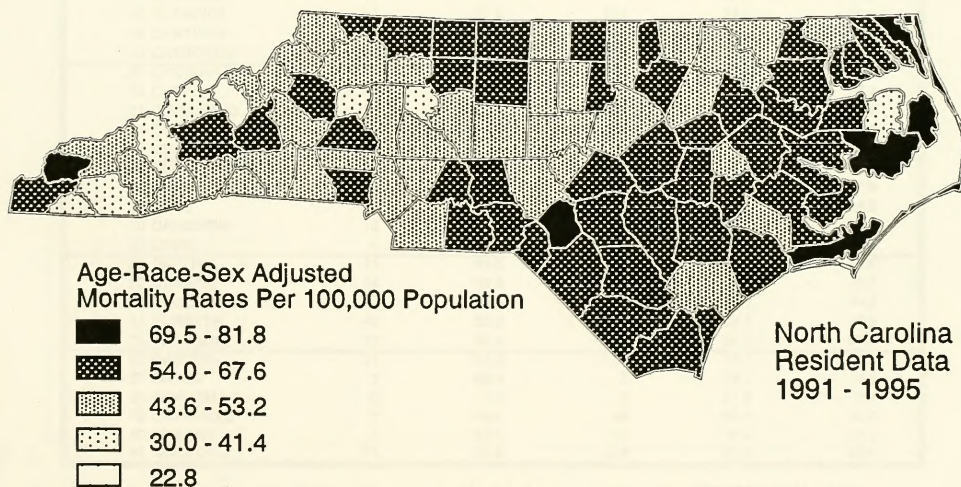 Age-Race-Sex Adjusted
Mortality Rates Per 100,000 Population
69.5 - 81.8
54.0 - 67.6
43.6 - 53.2
30.0 - 41.4
22.8
North Carolina
Resident Data
1991 - 1995